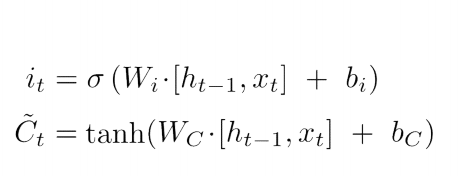 i_t = σ (W_i·[h_{t−1}, x_t] + b_i)
C̃_t = tanh(W_C·[h_{t−1}, x_t] + b_C)